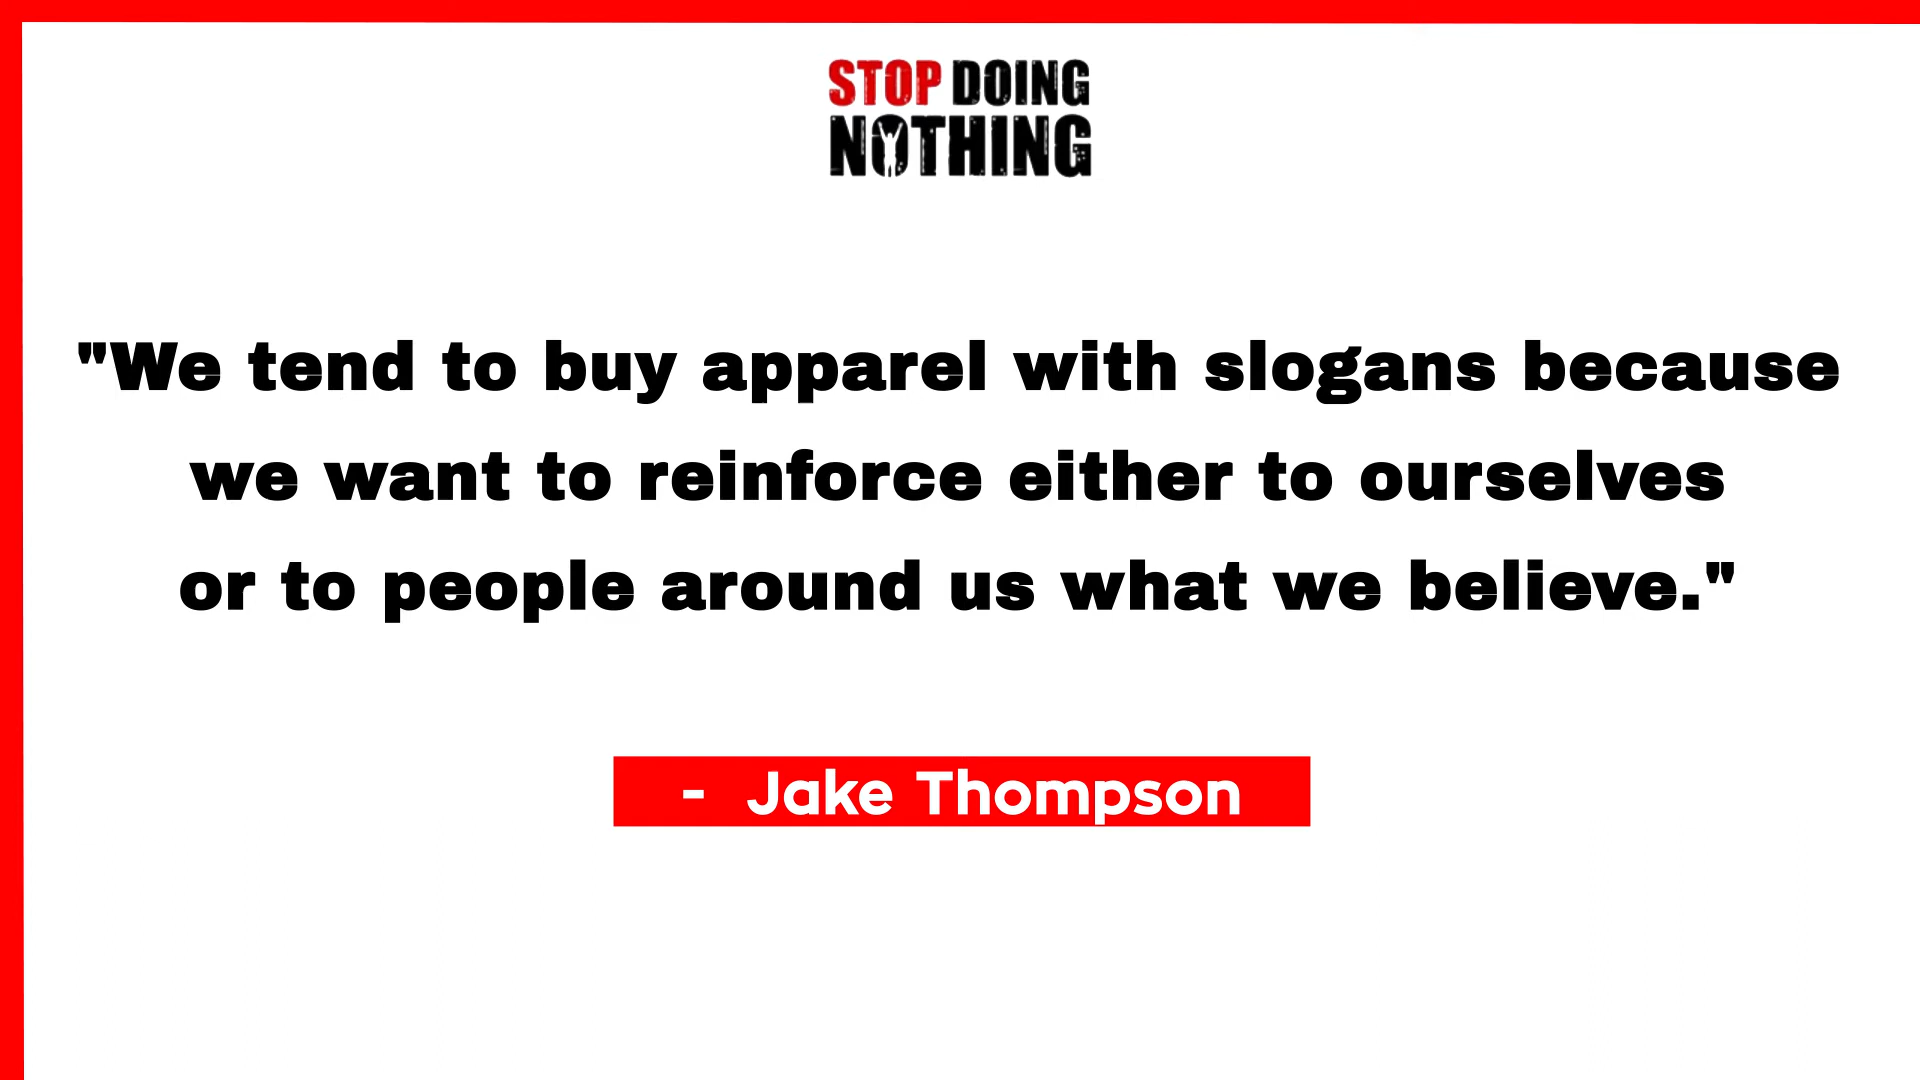 STOP DOING
NOTHING
"We tend to buy apparel with slogans because
we want to reinforce either to ourselves
or to people around us what we believe."
- Jake Thompson